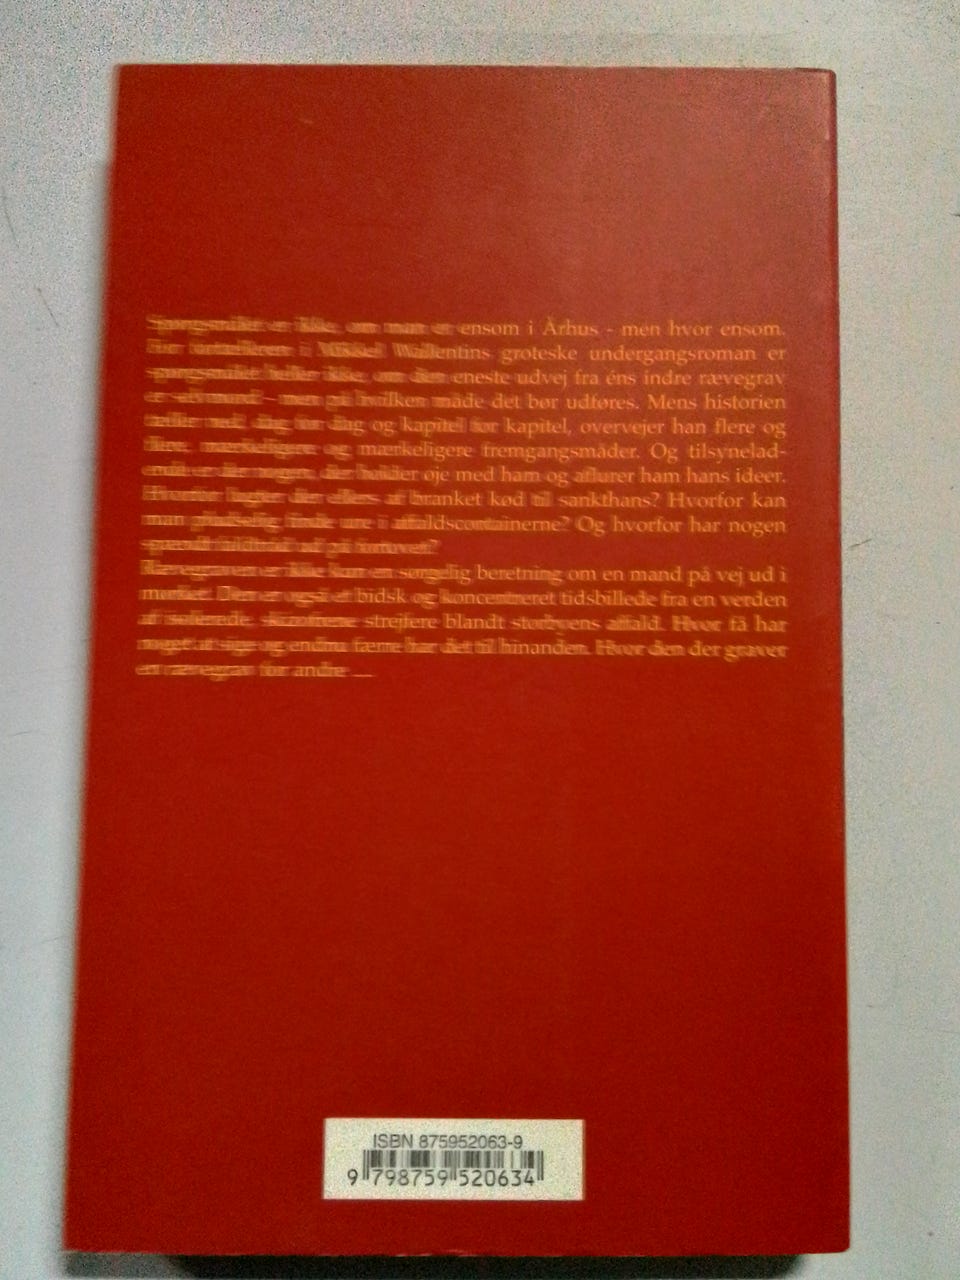 Spørgsmålet er ikke, om man er ensom i Århus - men hvor ensom.
For fortælleren i Mikkel Wallentins groteske undergangsroman er
spørgsmålet heller ikke, om den eneste udvej fra éns indre rævegrav
er selvmord – men på hvilken måde det bør udføres. Mens historien
tæller ned, dag for dag og kapitel for kapitel, overvejer han flere og
flere, mærkeligere og mærkeligere fremgangsmåder. Og tilsynelad-
ende er der nogen, der holder øje med ham og aflurer ham hans ideer.
Hvorfor lugter der ellers af branket kød til sankthans? Hvorfor kan
man pludselig finde ure i affaldscontainerne? Og hvorfor har nogen
spredt ud på fortovet?
Rævegraven er ikke kun en sørgelig beretning om en mand på vej ud i
mørket. Den er også et bidsk og koncentreret tidsbillede fra en verden
af isolerede skizofrene strejfere blandt storbyens affald. Hvor få har
noget at sige og endnu færre har det til hinanden. Hvor den der graver
en rævegrav for andre ...
ISBN 875952063-9
9 798759 520634